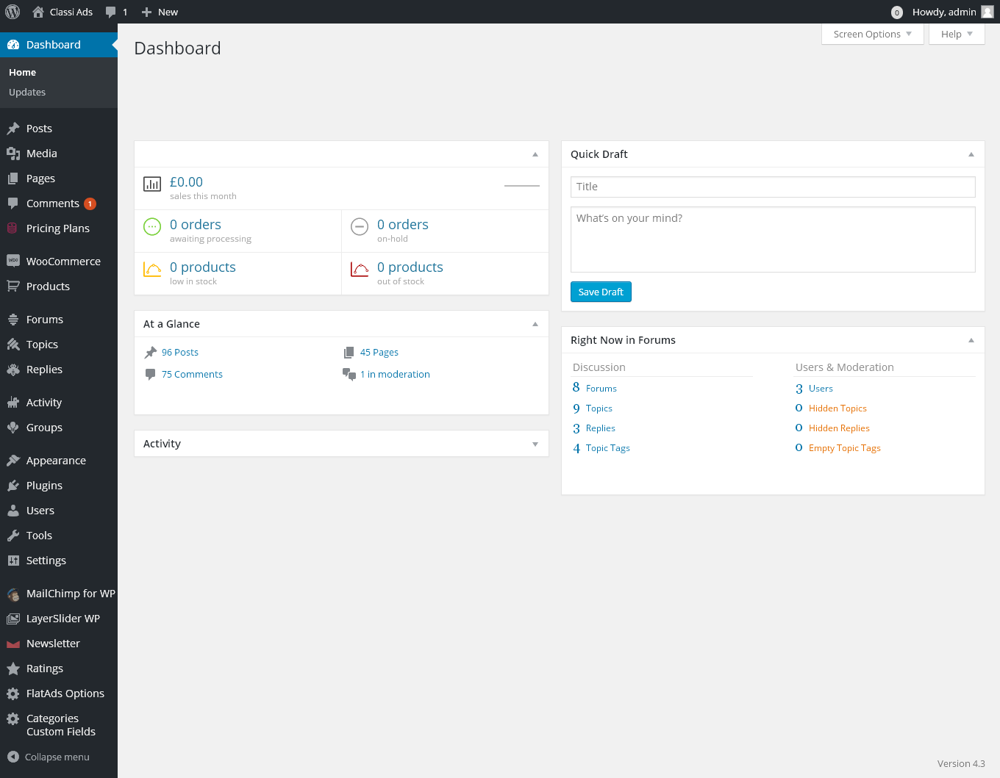 Classi Ads
1
New
0
Howdy, admin
Dashboard
Home
Updates
Posts
Media
Pages
Comments 1
Pricing Plans
WooCommerce
Products
Forums
Topics
Replies
Activity
Groups
Appearance
Plugins
Users
Tools
Settings
MailChimp for WP
LayerSlider WP
Newsletter
Ratings
FlatAds Options
Categories
Custom Fields
Collapse menu
Screen Options
Help
Dashboard
£0.00
sales this month
0 orders
awaiting processing
0 orders
on-hold
0 products
low in stock
0 products
out of stock
At a Glance
96 Posts
45 Pages
75 Comments
1 in moderation
Activity
Quick Draft
Title
What's on your mind?
Save Draft
Right Now in Forums
Discussion
8 Forums
9 Topics
3 Replies
4 Topic Tags
Users & Moderation
3 Users
0 Hidden Topics
0 Hidden Replies
0 Empty Topic Tags
Version 4.3